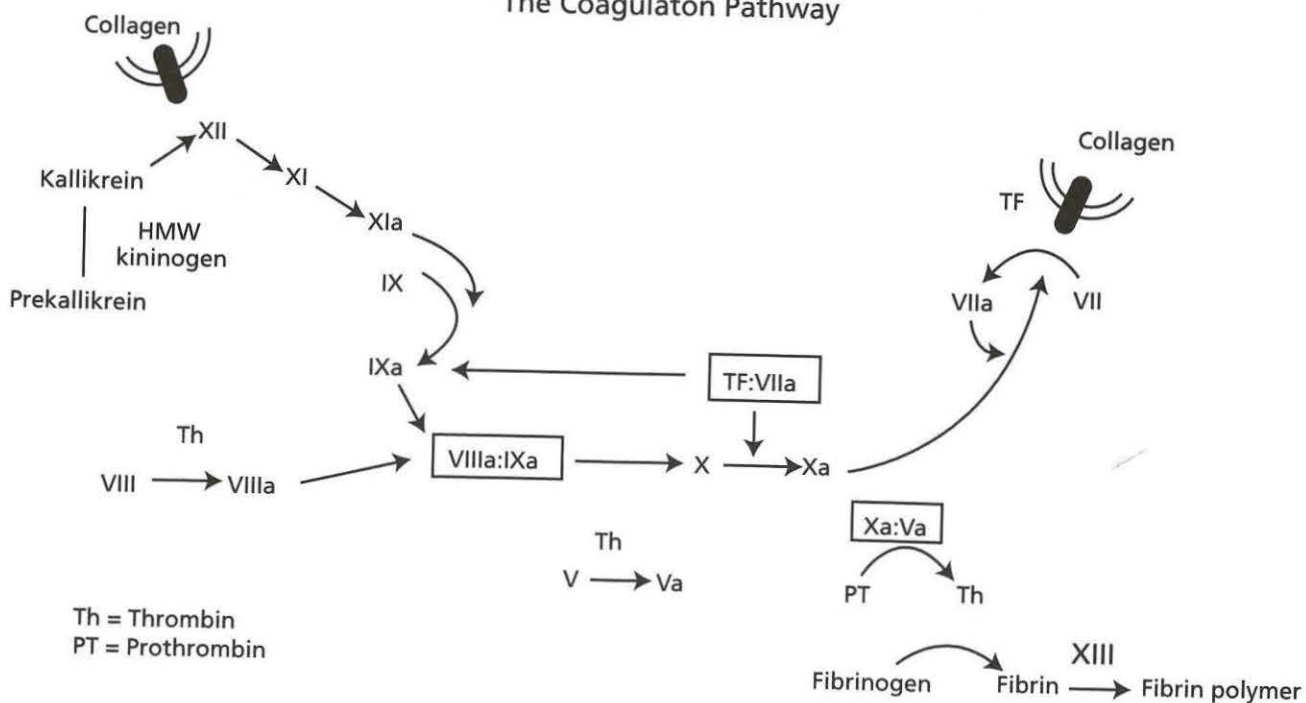 The Coagulaton Pathway
Collagen
XII
Kallikrein
XI
HMW
kininogen
XIa
Prekallikrein
IX
IXa
Collagen
TF
VIIa
VII
TF:VIIa
Th
VIII
VIIIa
VIIIa:IXa
X
Xa
Xa:Va
Th
V
Va
PT
Th
Th = Thrombin
PT = Prothrombin
XIII
Fibrinogen
Fibrin
Fibrin polymer